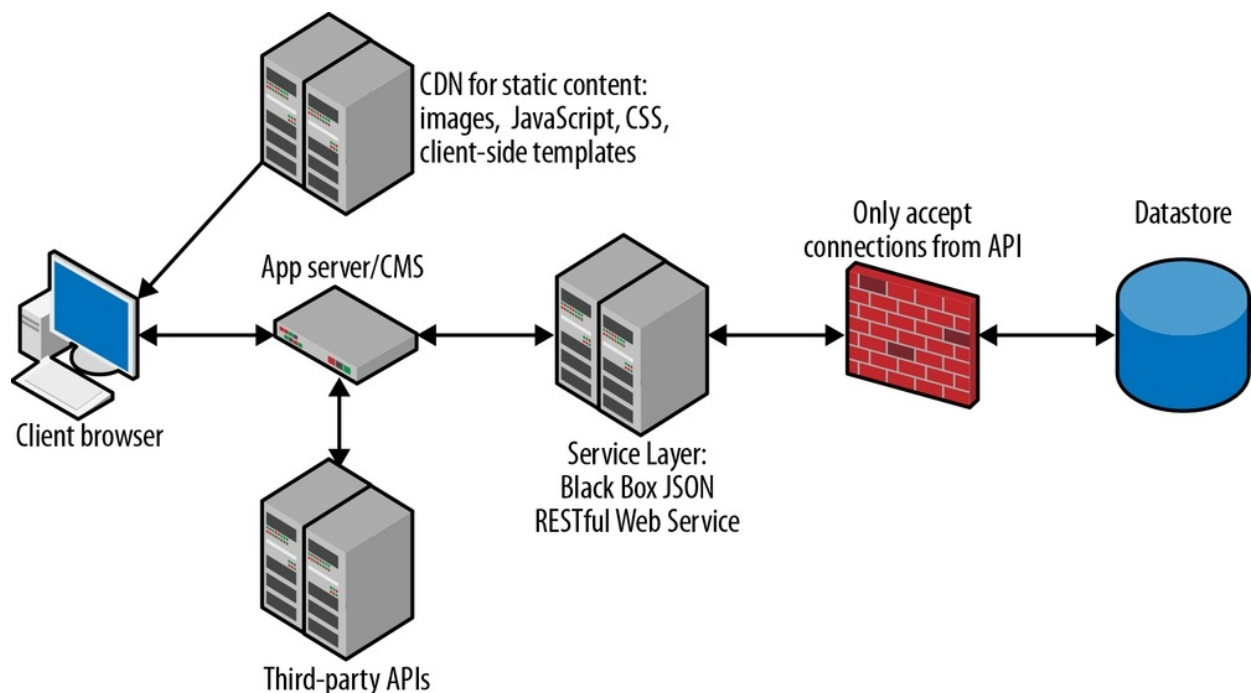 CDN for static content:
images, JavaScript, CSS,
client-side templates
Only accept
connections from API
Datastore
App server/CMS
Client browser
Service Layer:
Black Box JSON
RESTful Web Service
Third-party APIs